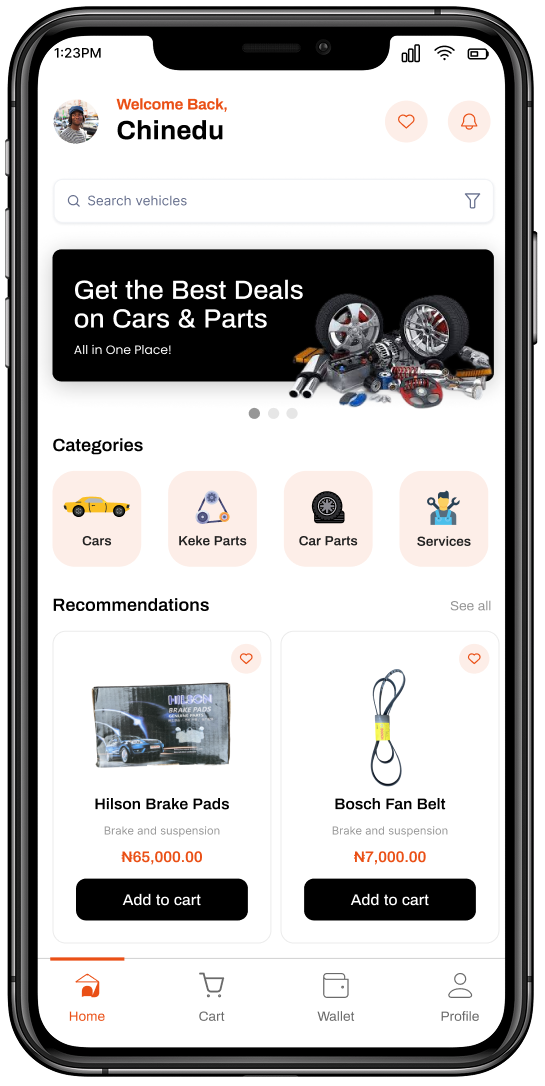 1:23PM
Welcome Back,
Chinedu
Search vehicles
Get the Best Deals
on Cars & Parts
All in One Place!
Categories
Cars
Keke Parts
Car Parts
Services
Recommendations
See all
HILSON
BRAKE PADS
GENUINE PARTS
Hilson Brake Pads
Brake and suspension
₦65,000.00
Add to cart
Bosch Fan Belt
Brake and suspension
₦7,000.00
Add to cart
Home
Cart
Wallet
Profile